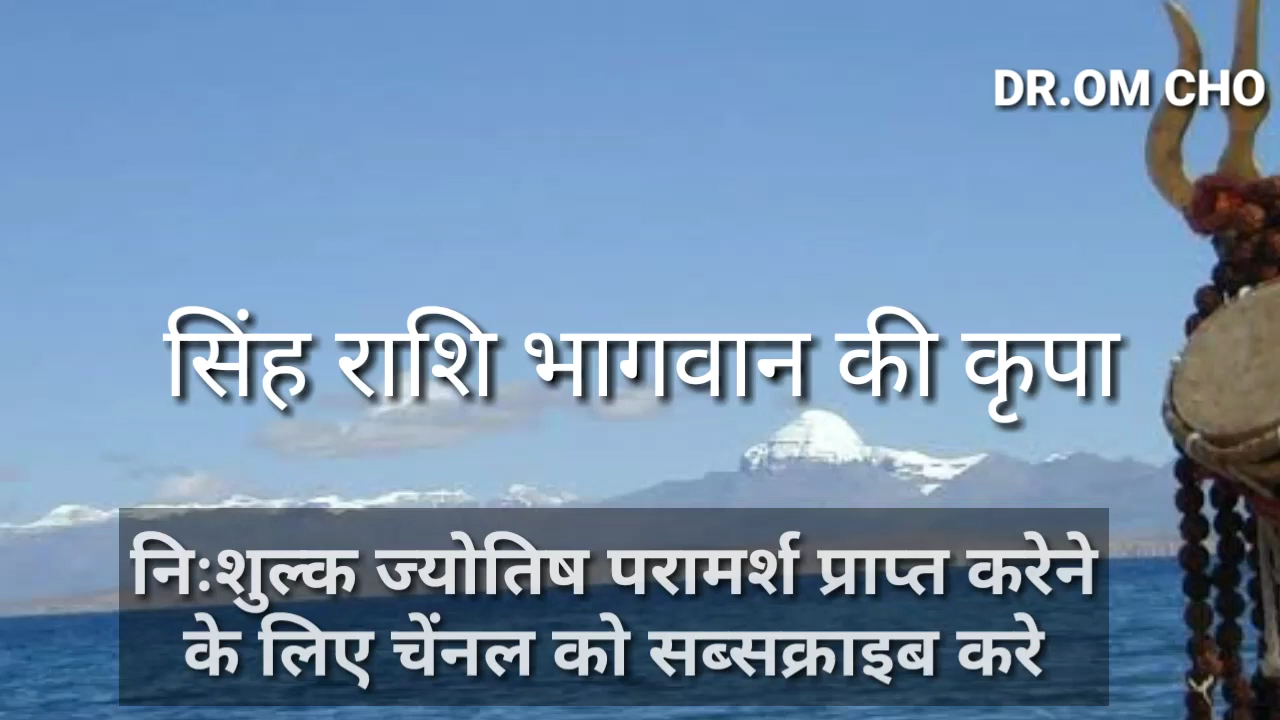 DR.OM CHO
सिंह राशि भागवान की कृपा
निःशुल्क ज्योतिष परामर्श प्राप्त करेने
के लिए चेंनल को सब्सक्राइब करे